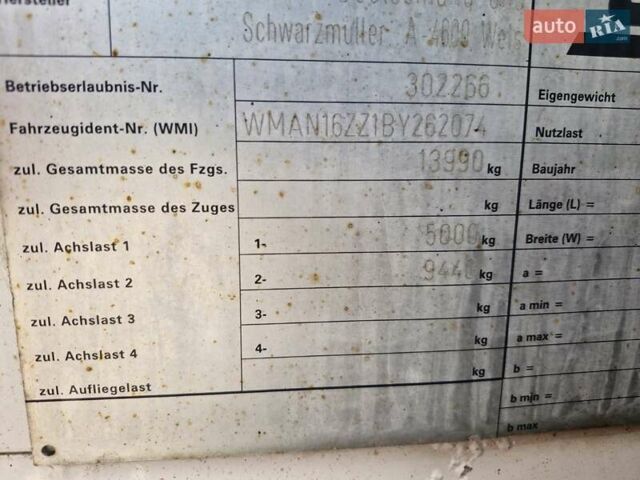 Hersteller
Schwarzmüller A-4600 Wels
auto RIA.com
Betriebserlaubnis-Nr. 302266
Eigengewicht
Fahrzeugident-Nr. (WMI) WMAN16ZZ1BY262074
Nutzlast
zul. Gesamtmasse des Fzgs. 13990 kg
Baujahr
zul. Gesamtmasse des Zuges kg
Länge (L) =
zul. Achslast 1 1- 5000 kg
Breite (W) =
zul. Achslast 2 2- 9440 kg
a =
zul. Achslast 3 3- kg
a min =
zul. Achslast 4 4- kg
a max =
zul. Aufliegelast kg
b =
b min =
b max